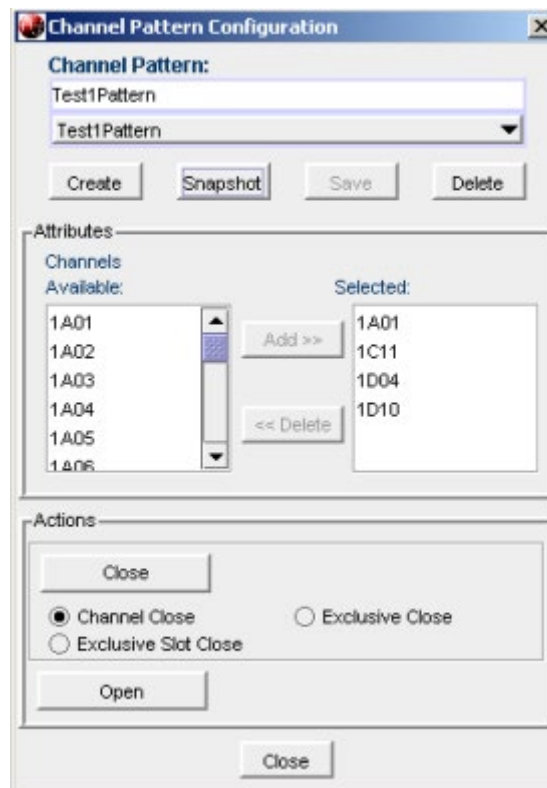 Channel Pattern Configuration
Channel Pattern:
Test1Pattern
Test1Pattern
Create Snapshot Save Delete
Attributes
Channels
Available: Selected:
1A01
1A02
1A03
1A04
1A05
1A06
Add >>
<< Delete
1A01
1C11
1D04
1D10
Actions
Close
Channel Close Exclusive Close
Exclusive Slot Close
Open
Close